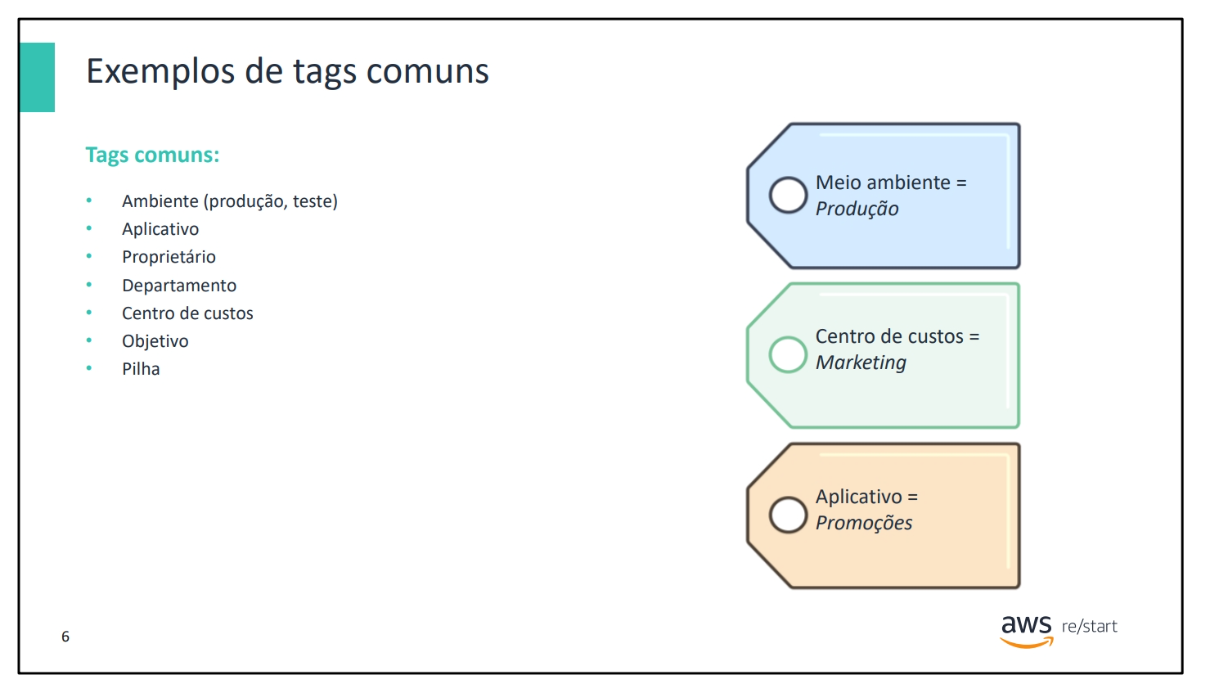 Exemplos de tags comuns
Tags comuns:
• Ambiente (produção, teste)
• Aplicativo
• Proprietário
• Departamento
• Centro de custos
• Objetivo
• Pilha
Meio ambiente =
Produção
Centro de custos =
Marketing
Aplicativo =
Promoções
6
aws re/start